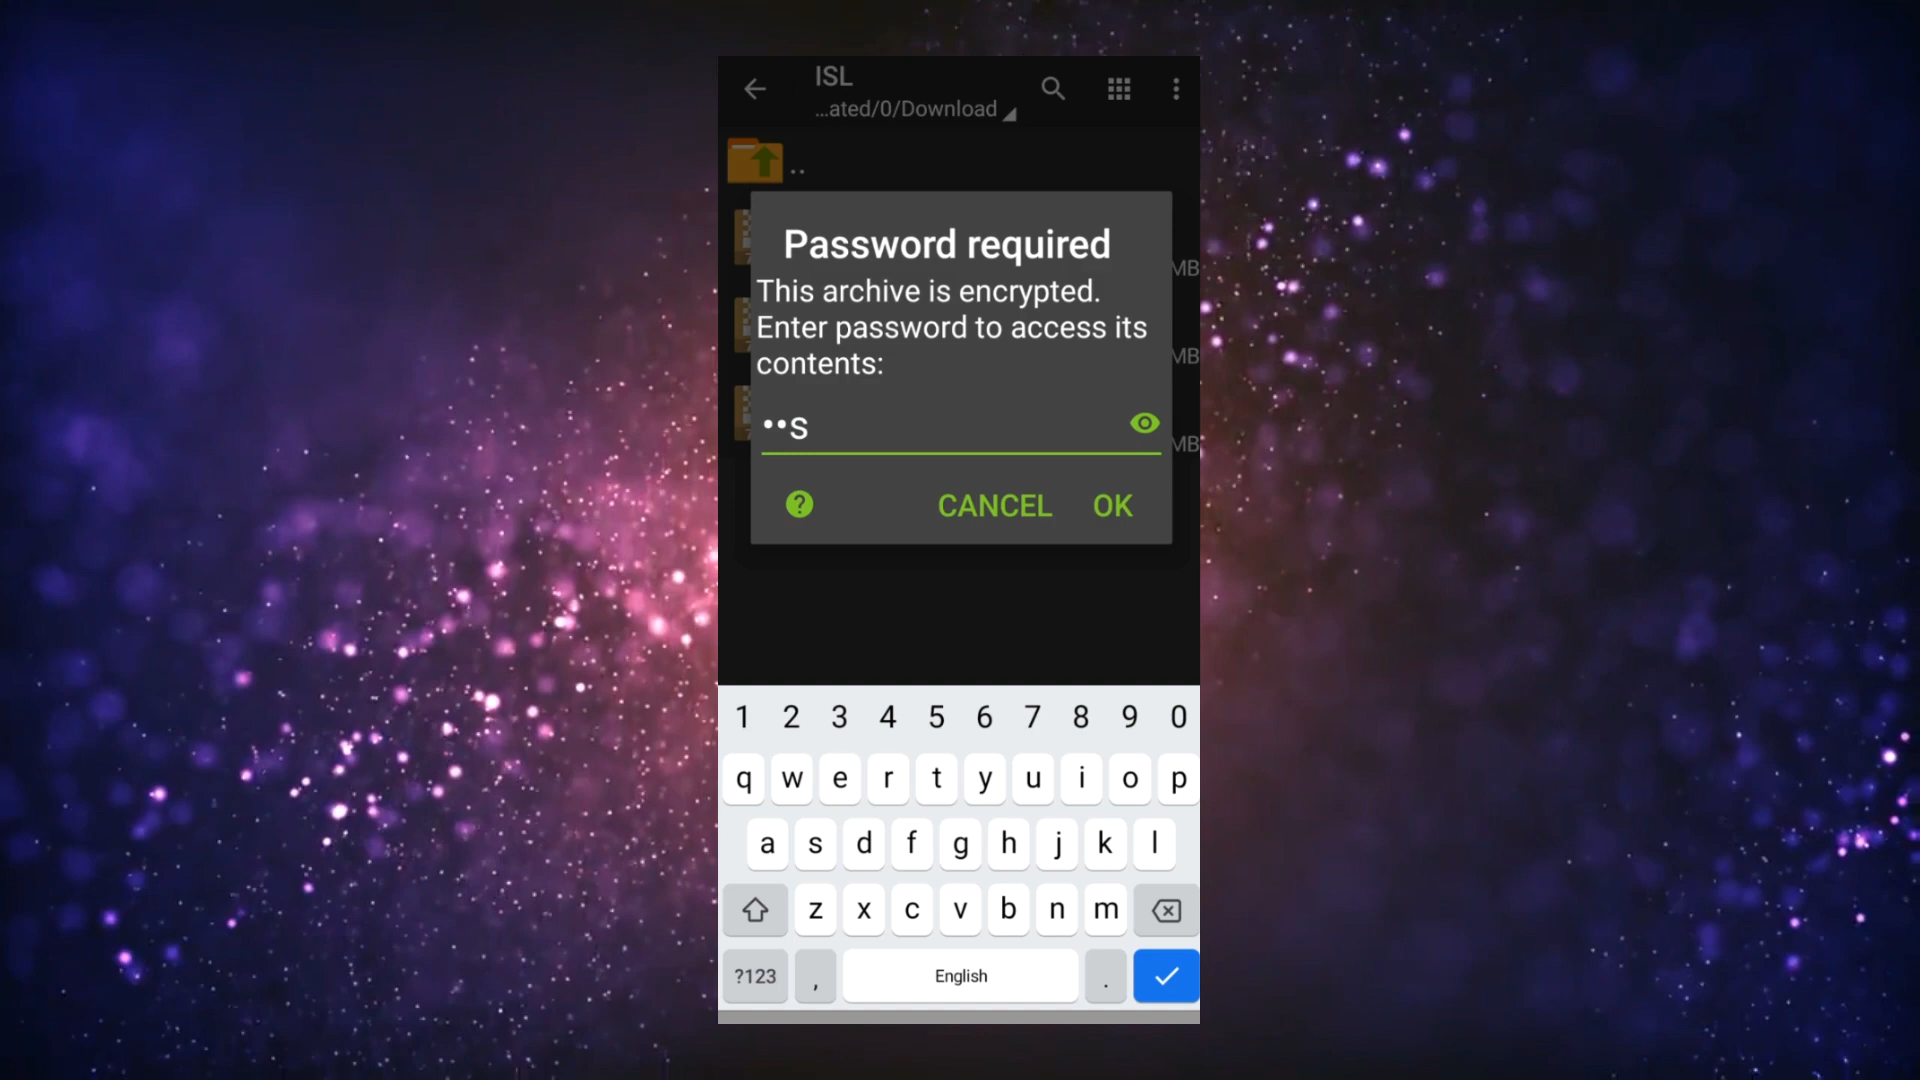 ISL
...ated/0/Download
..
Password required
MB
This archive is encrypted.
Enter password to access its
MB
contents:
••s
MB
?
CANCEL OK
1 2 3 4 5 6 7 8 9 0
q w e r t y u i o p
a s d f g h j k l
z x c v b n m
?123 , English .